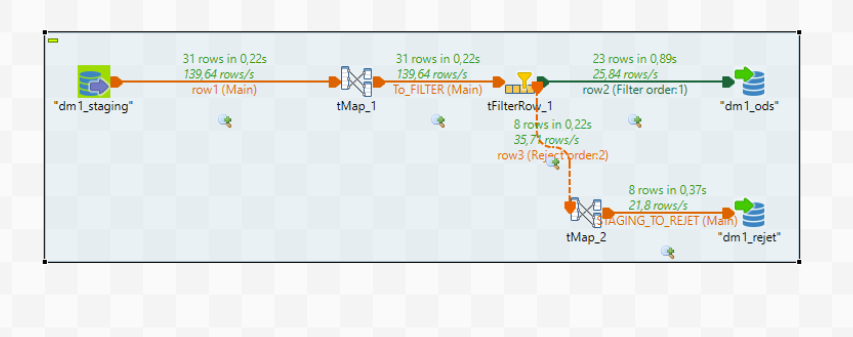 31 rows in 0,22s
139,64 rows/s
row1 (Main)
31 rows in 0,22s
139,64 rows/s
To_FILTER (Main)
23 rows in 0,89s
25,84 rows/s
row2 (Filter order:1)
"dm1_staging"
tMap_1
tFilterRow_1
"dm1_ods"
8 rows in 0,22s
35,71 rows/s
row3 (Reject order:2)
8 rows in 0,37s
21,8 rows/s
STAGING_TO_REJET (Main)
tMap_2
"dm1_rejet"